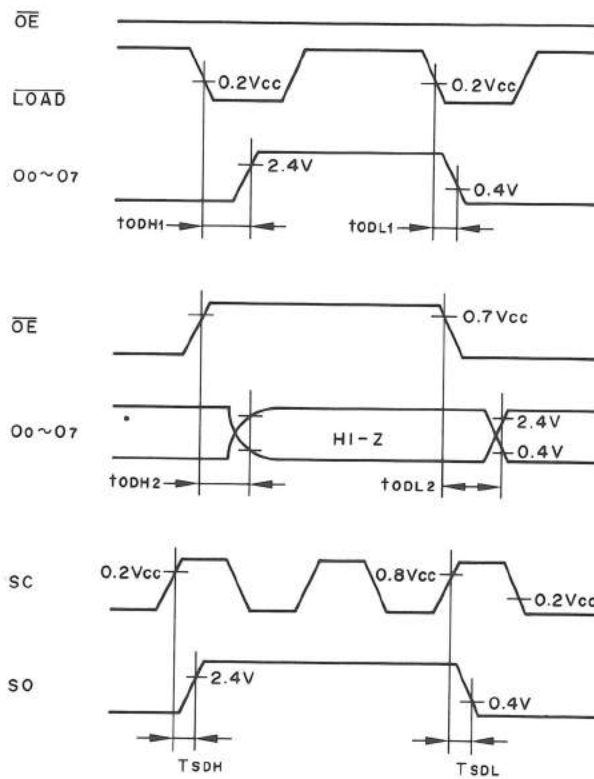 OE
LOAD
0.2Vcc
0.2Vcc
O0~O7
2.4V
0.4V
tODH1
tODL1
OE
0.7Vcc
O0~O7
HI-Z
2.4V
0.4V
tODH2
tODL2
SC
0.2Vcc
0.8Vcc
0.2Vcc
SO
2.4V
0.4V
TSDH
TSDL